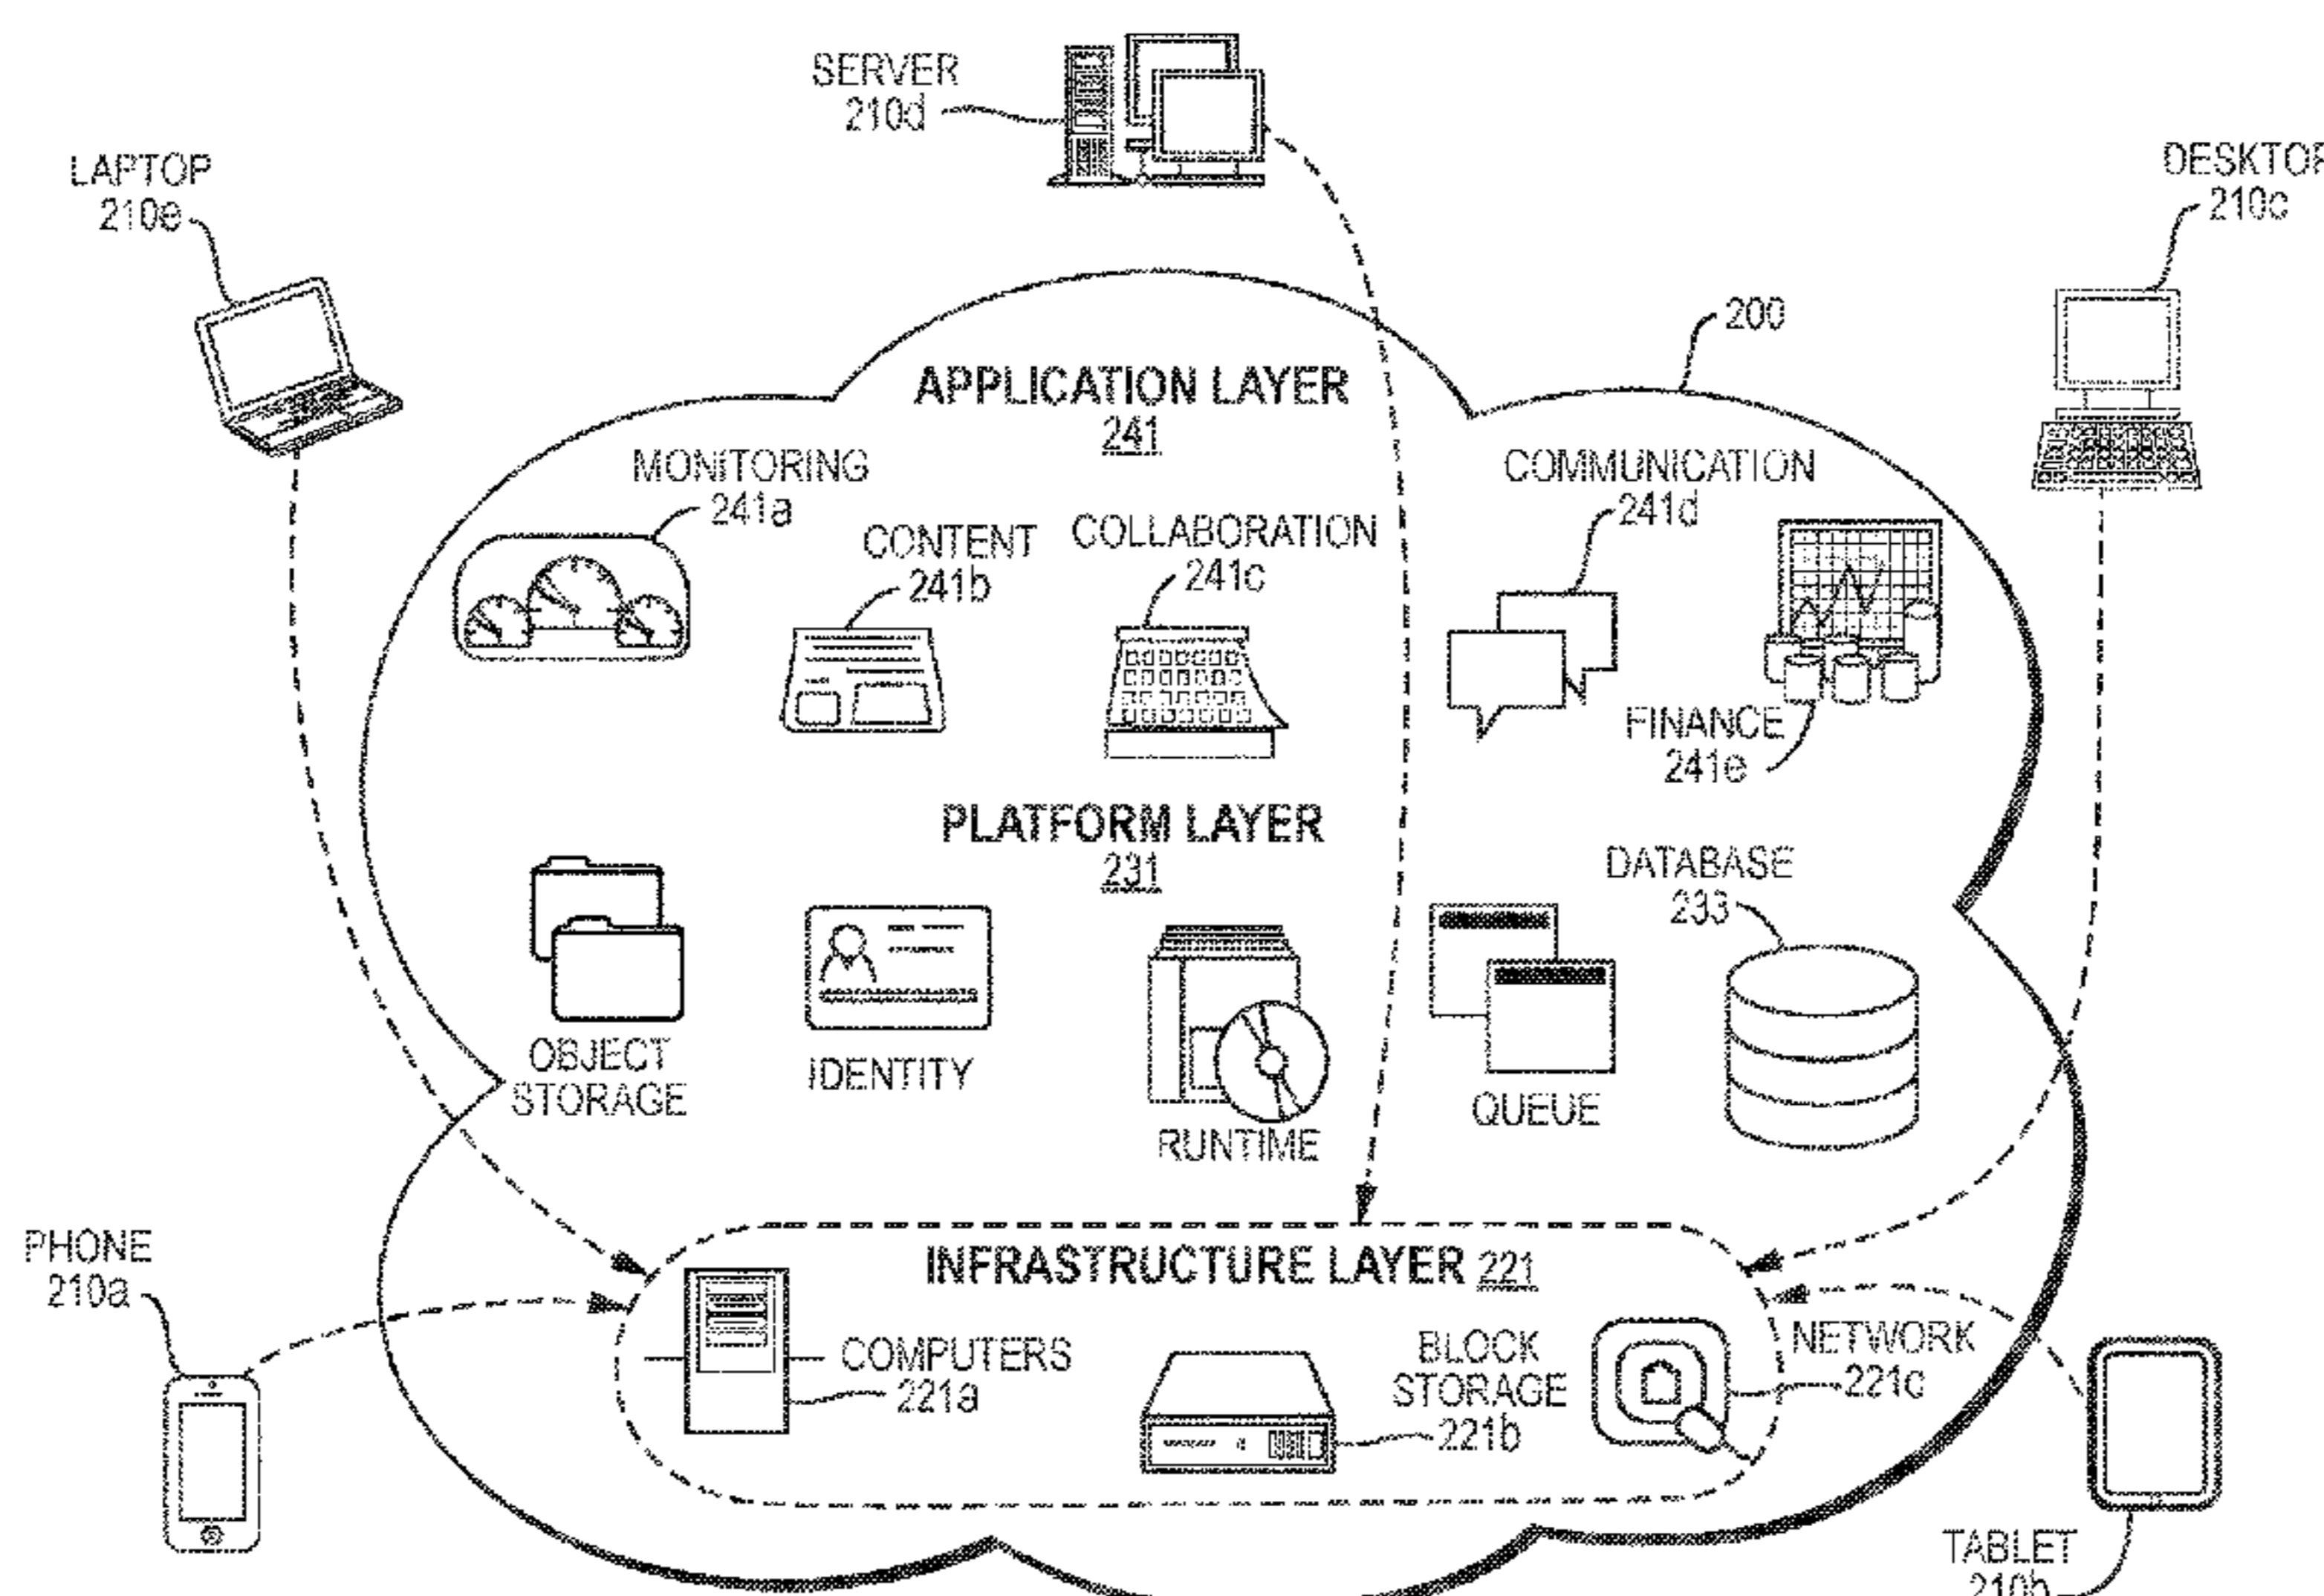 SERVER
210d
LAPTOP
210e
DESKTOP
210c
200
APPLICATION LAYER
241
MONITORING
241a
CONTENT
241b
COLLABORATION
241c
COMMUNICATION
241d
FINANCE
241e
PLATFORM LAYER
231
DATABASE
233
OBJECT
STORAGE
IDENTITY
RUNTIME
QUEUE
PHONE
210a
INFRASTRUCTURE LAYER 221
COMPUTERS
221a
BLOCK
STORAGE
221b
NETWORK
221c
TABLET
210b